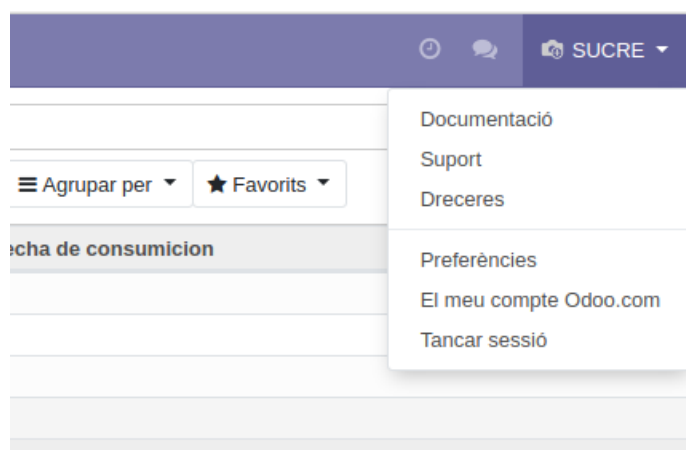 SUCRE
Documentació
Suport
Dreceres
Agrupar per
Favorits
echa de consumicion
Preferències
El meu compte Odoo.com
Tancar sessió